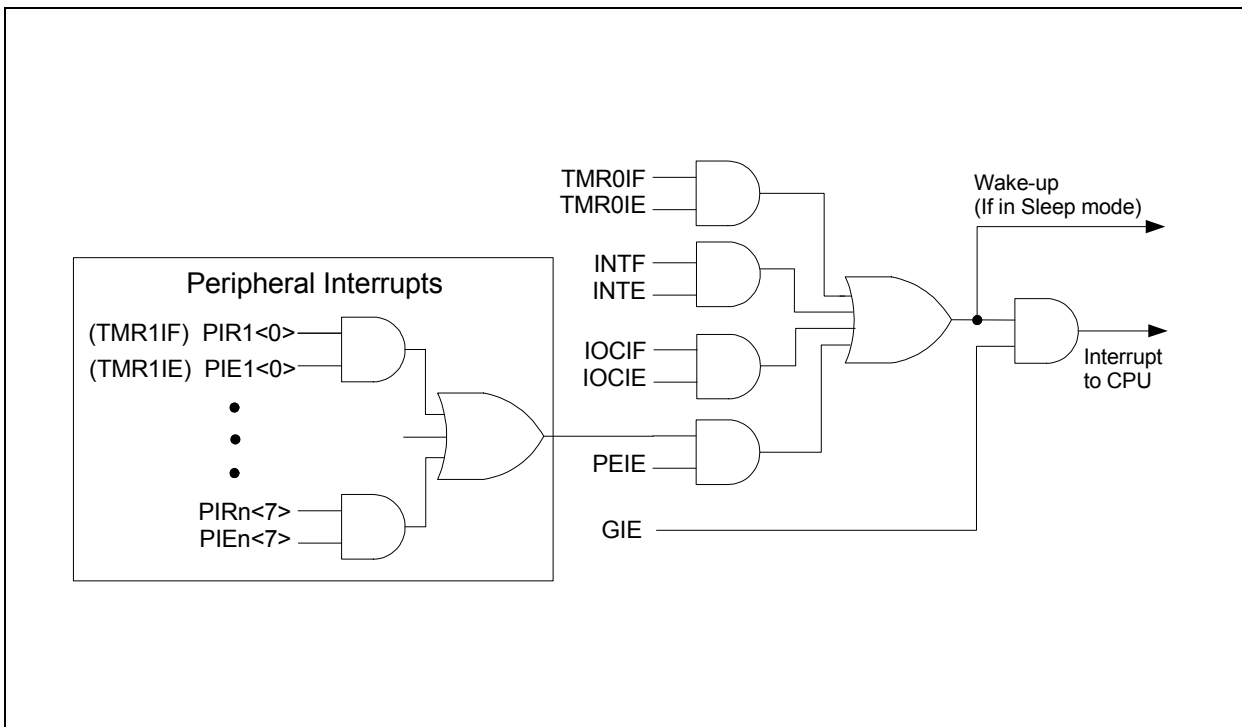 TMR0IF
TMR0IE
Wake-up
(If in Sleep mode)
INTF
INTE
Peripheral Interrupts
(TMR1IF) PIR1<0>
(TMR1IE) PIE1<0>
IOCIF
IOCIE
Interrupt
to CPU
PEIE
PIRn<7>
PIEn<7>
GIE